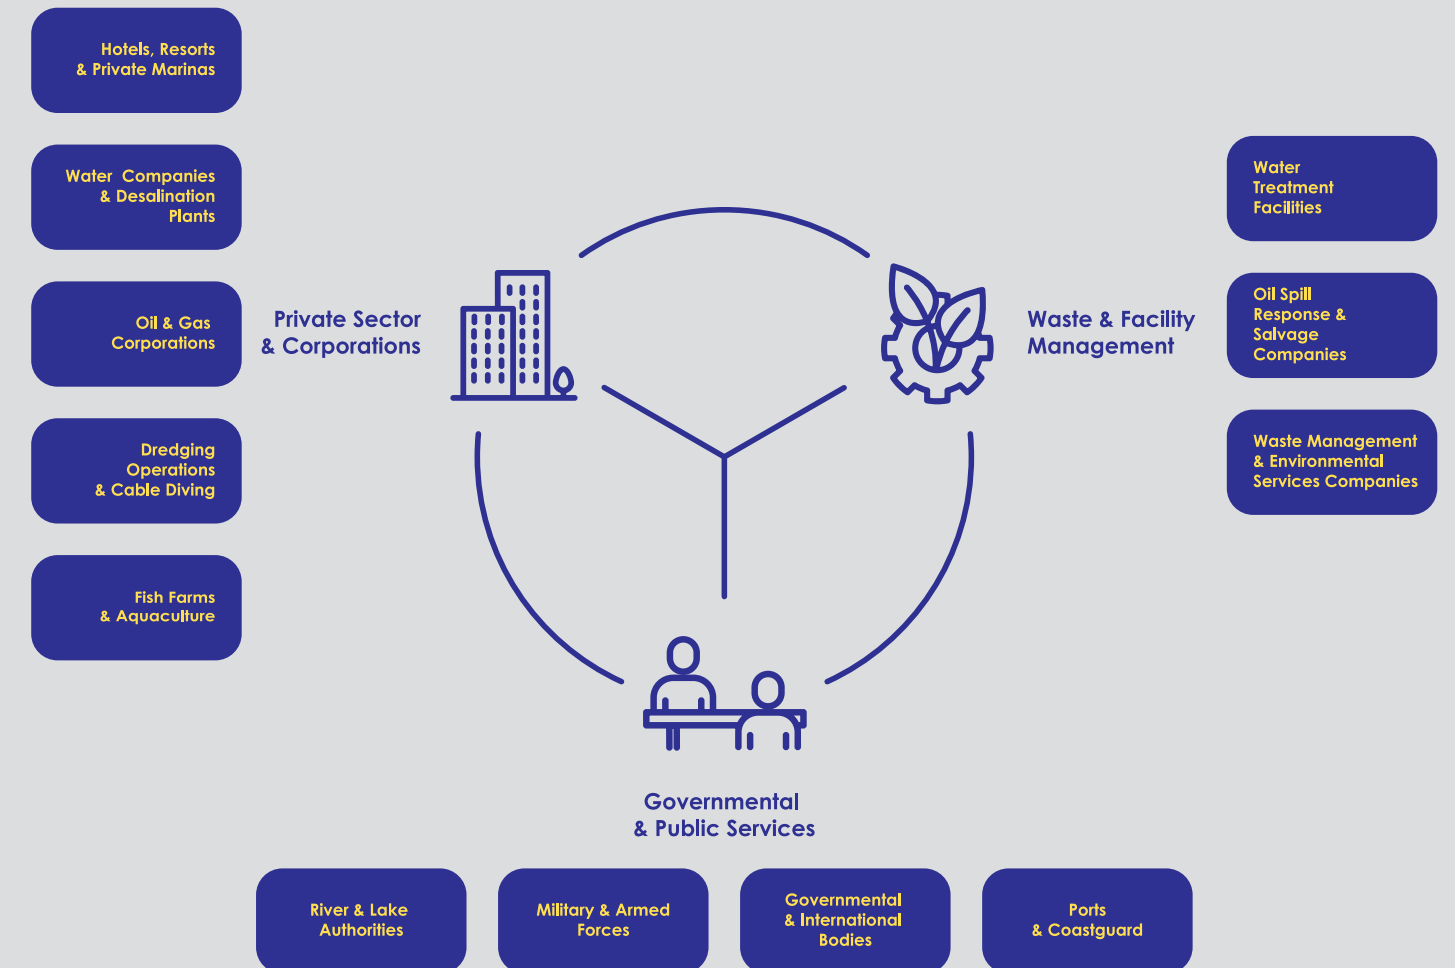 Hotels, Resorts
& Private Marinas
Water Companies
& Desalination
Plants
Oil & Gas
Corporations
Dredging
Operations
& Cable Diving
Fish Farms
& Aquaculture
Private Sector
& Corporations
Waste & Facility
Management
Water
Treatment
Facilities
Oil Spill
Response &
Salvage
Companies
Waste Management
& Environmental
Services Companies
Governmental
& Public Services
River & Lake
Authorities
Military & Armed
Forces
Governmental
& International
Bodies
Ports
& Coastguard